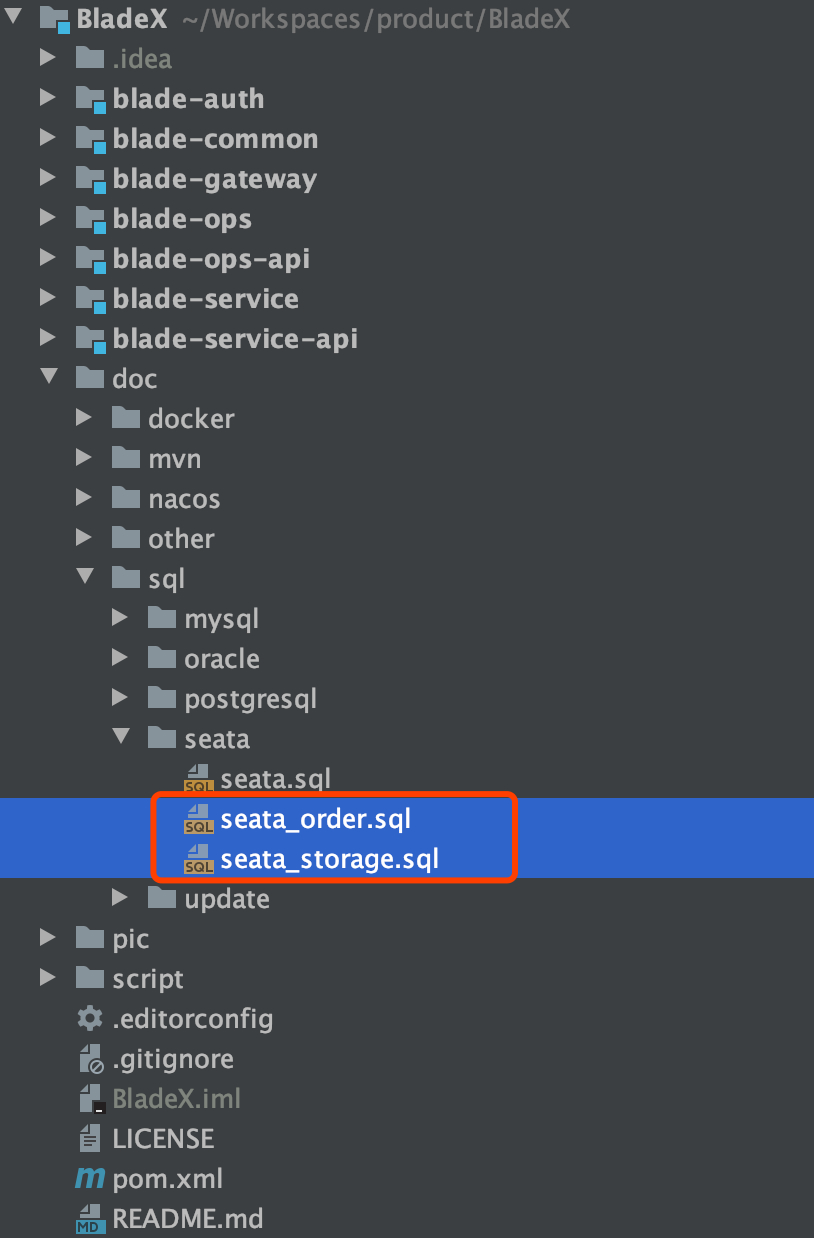 BladeX ~/Workspaces/product/BladeX
.idea
blade-auth
blade-common
blade-gateway
blade-ops
blade-ops-api
blade-service
blade-service-api
doc
docker
mvn
nacos
other
sql
mysql
oracle
postgresql
seata
SQL seata.sql
SQL seata_order.sql
SQL seata_storage.sql
update
pic
script
.editorconfig
.gitignore
BladeX.iml
LICENSE
m pom.xml
MD README.md